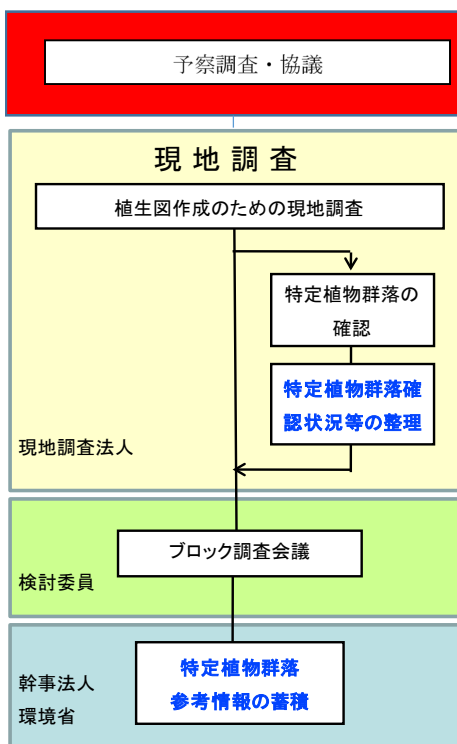 予察調査・協議
現地調査
植生図作成のための現地調査
特定植物群落の
確認
特定植物群落確
認状況等の整理
現地調査法人
ブロック調査会議
検討委員
特定植物群落
参考情報の蓄積
幹事法人
環境省